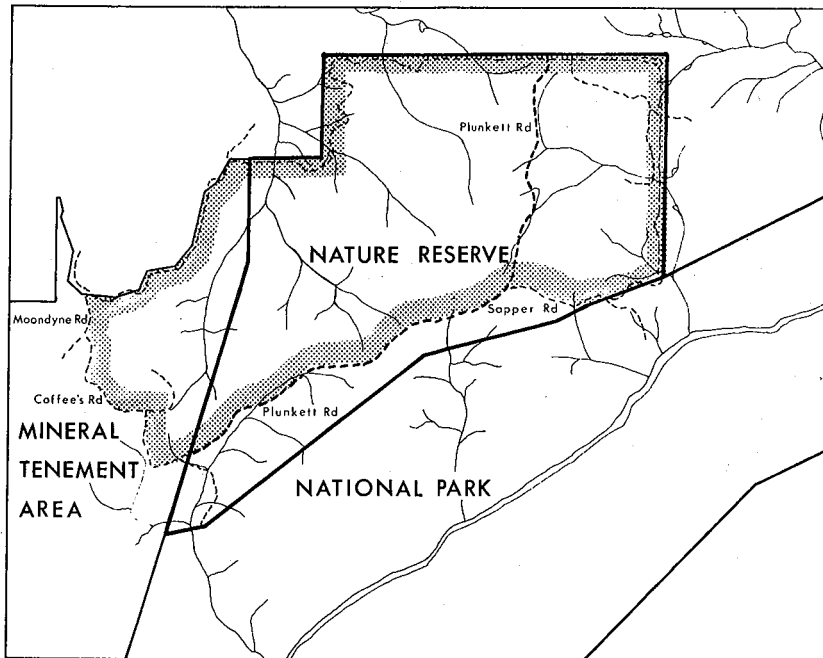 Plunkett Rd
NATURE RESERVE
Sapper Rd
Moondyne Rd
Coffee's Rd
Plunkett Rd
MINERAL
TENEMENT
AREA
NATIONAL PARK